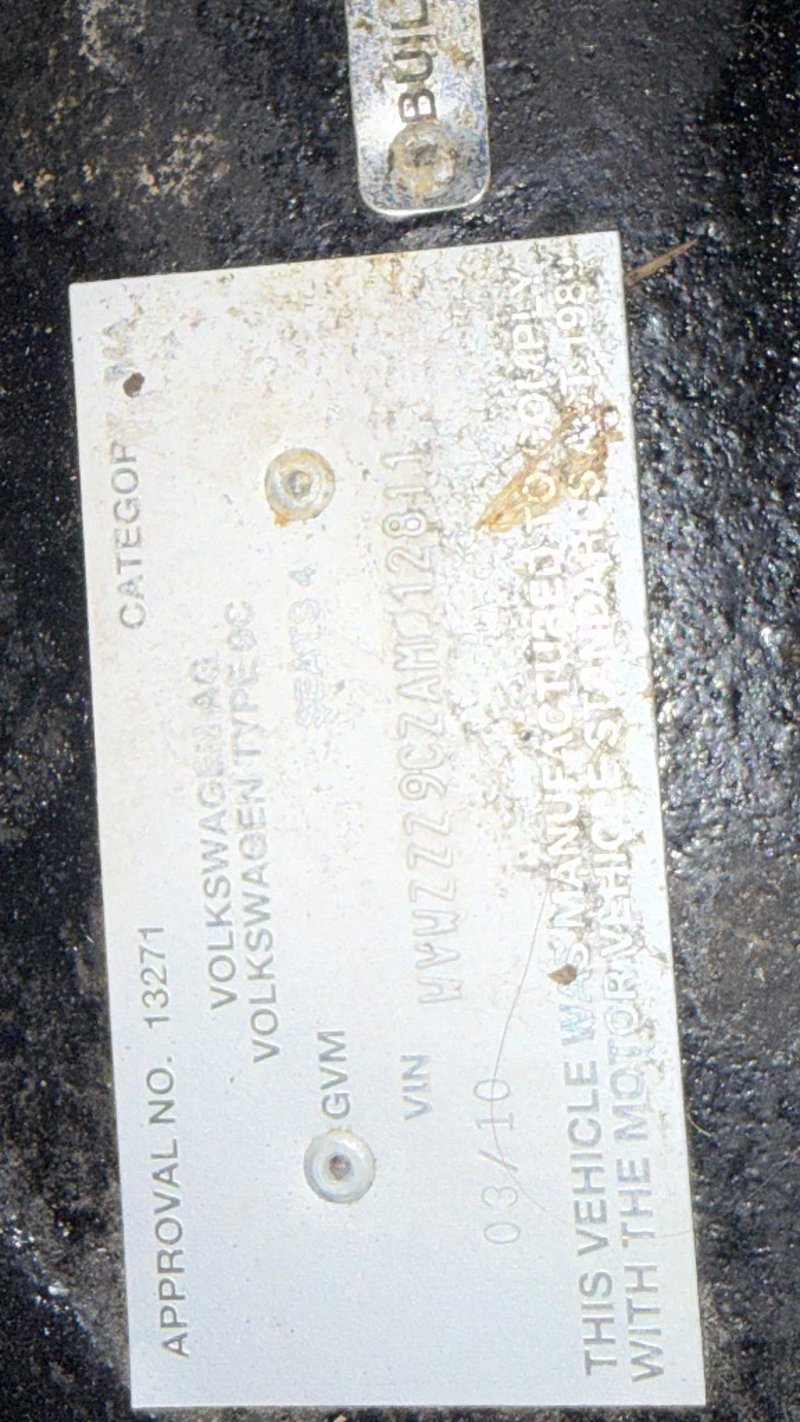 BUIL
APPROVAL NO. 13271 CATEGORY MA
VOLKSWAGEN AG
VOLKSWAGEN TYPE 9C
GVM SEATS 4
VIN
03/10
THIS VEHICLE WAS MANUFACTURED TO COMPLY
WITH THE MOTOR VEHICLE STANDARDS ACT 1989